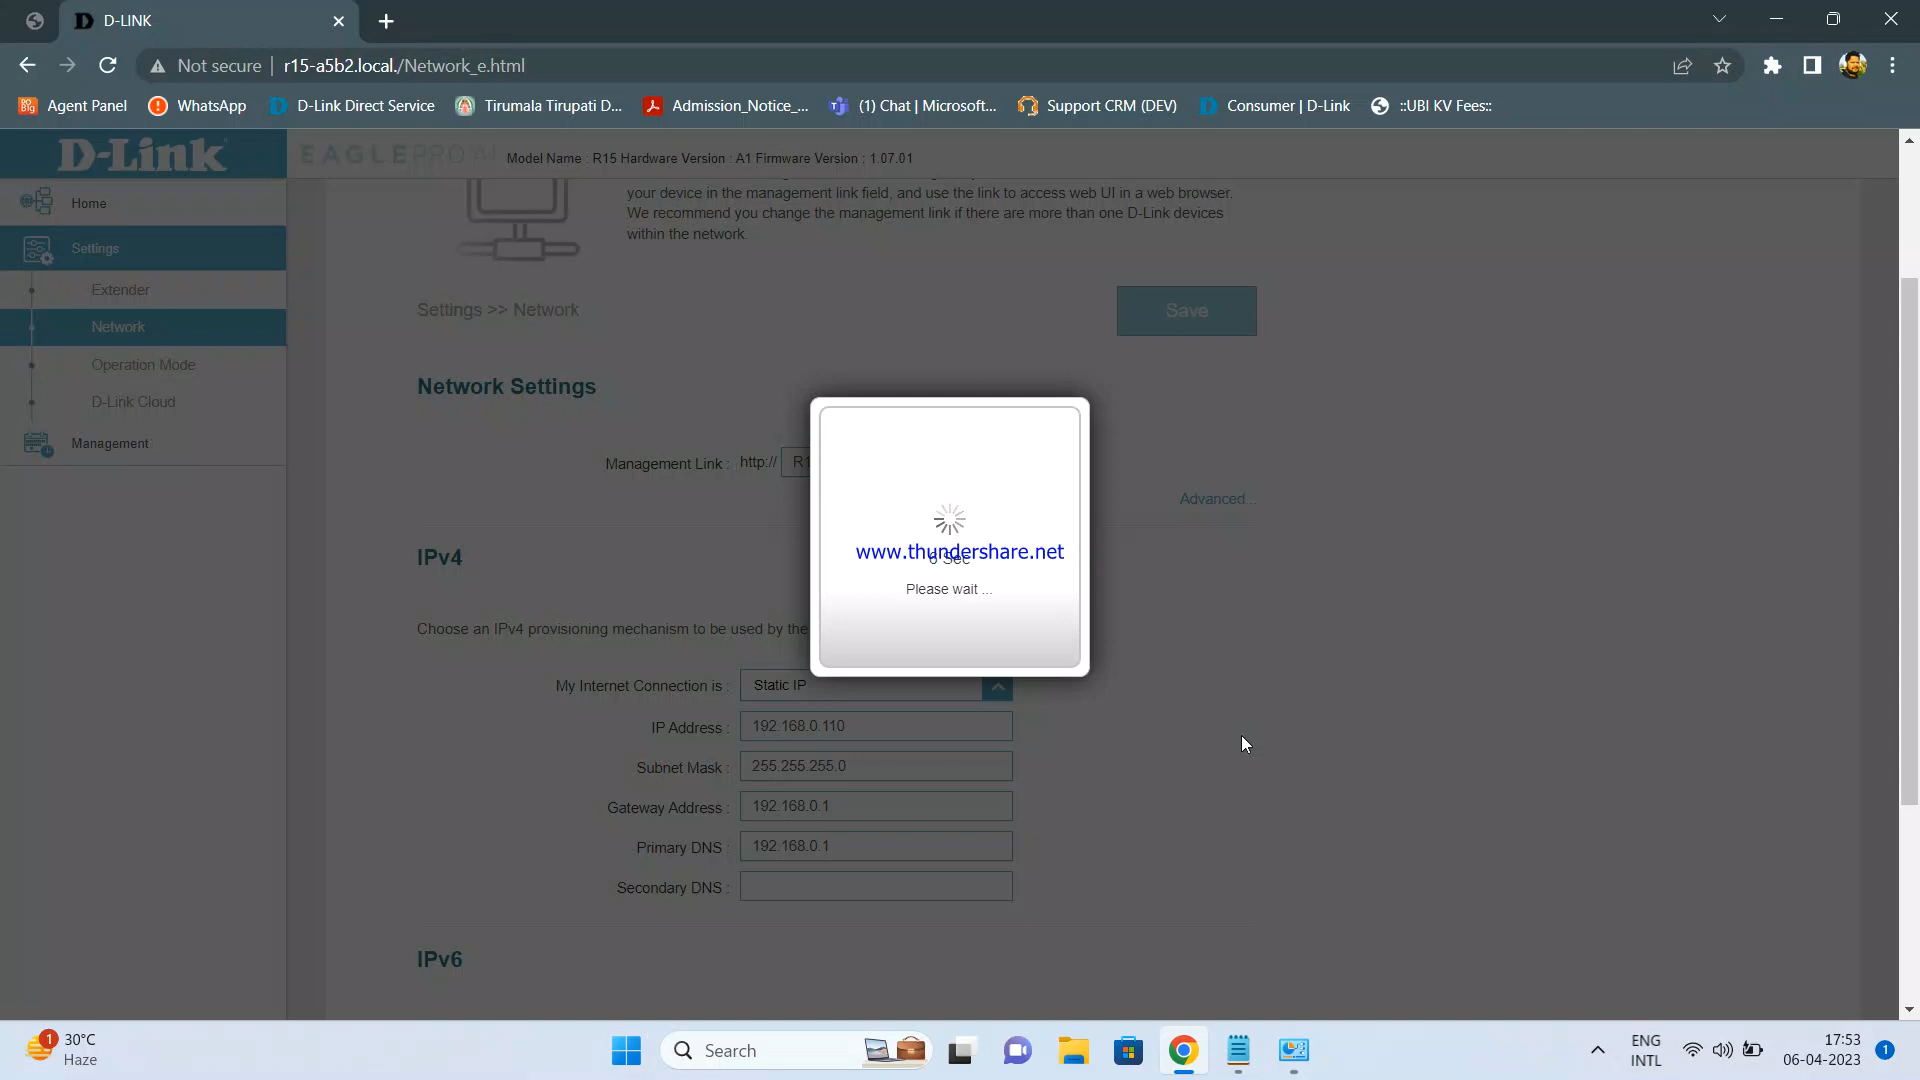 D-LINK
Not secure
r15-a5b2.local./Network_e.html
Agent Panel
WhatsApp
D-Link Direct Service
Tirumala Tirupati D...
Admission_Notice_...
(1) Chat | Microsoft...
Support CRM (DEV)
Consumer | D-Link
::UBI KV Fees::
D-Link
EAGLE PRO AI
Model Name : R15 Hardware Version : A1 Firmware Version : 1.07.01
Home
Settings
Extender
Network
Operation Mode
D-Link Cloud
Management
your device in the management link field, and use the link to access web UI in a web browser.
We recommend you change the management link if there are more than one D-Link devices
within the network.
Settings >> Network
Save
Network Settings
Management Link : http:// R1
Advanced...
IPv4
Choose an IPv4 provisioning mechanism to be used by the
My Internet Connection is : Static IP
IP Address : 192.168.0.110
Subnet Mask : 255.255.255.0
Gateway Address : 192.168.0.1
Primary DNS : 192.168.0.1
Secondary DNS :
IPv6
www.thundershare.net
6 Sec
Please wait ...
1
30°C
Haze
Search
ENG
INTL
17:53
06-04-2023
1